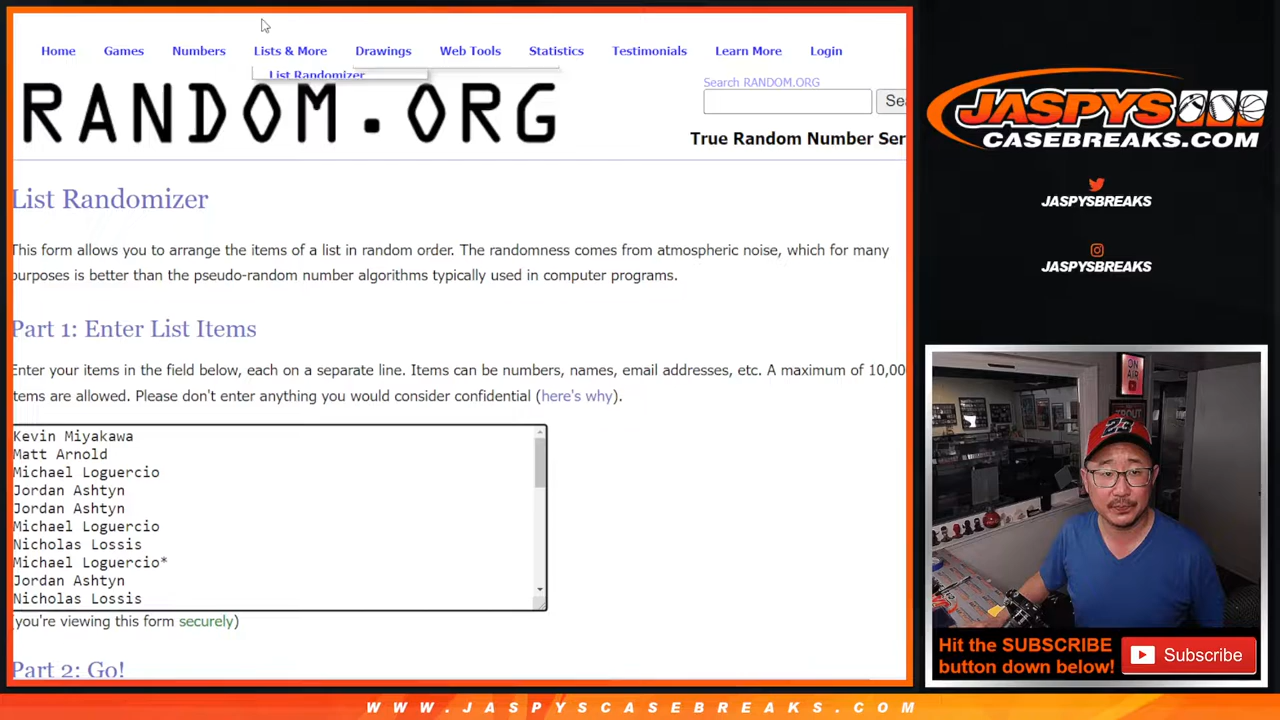 Home Games Numbers Lists & More Drawings Web Tools Statistics Testimonials Learn More Login
List Randomizer
Search RANDOM.ORG
RANDOM.ORG
Sea
True Random Number Ser
List Randomizer
This form allows you to arrange the items of a list in random order. The randomness comes from atmospheric noise, which for many
purposes is better than the pseudo-random number algorithms typically used in computer programs.
Part 1: Enter List Items
Enter your items in the field below, each on a separate line. Items can be numbers, names, email addresses, etc. A maximum of 10,00
items are allowed. Please don't enter anything you would consider confidential (here's why).
Kevin Miyakawa
Matt Arnold
Michael Loguercio
Jordan Ashtyn
Jordan Ashtyn
Michael Loguercio
Nicholas Lossis
Michael Loguercio*
Jordan Ashtyn
Nicholas Lossis
(you're viewing this form securely)
Part 2: Go!
JASPYS
CASEBREAKS.COM
JASPYSBREAKS
JASPYSBREAKS
ON
AIR
TROUT
23
Hit the SUBSCRIBE
button down below!
Subscribe
WWW.JASPYSCASEBREAKS.COM